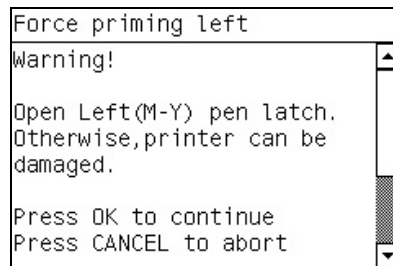 Force priming left
Warning!
Open Left(M-Y) pen latch.
Otherwise,printer can be
damaged.
Press OK to continue
Press CANCEL to abort